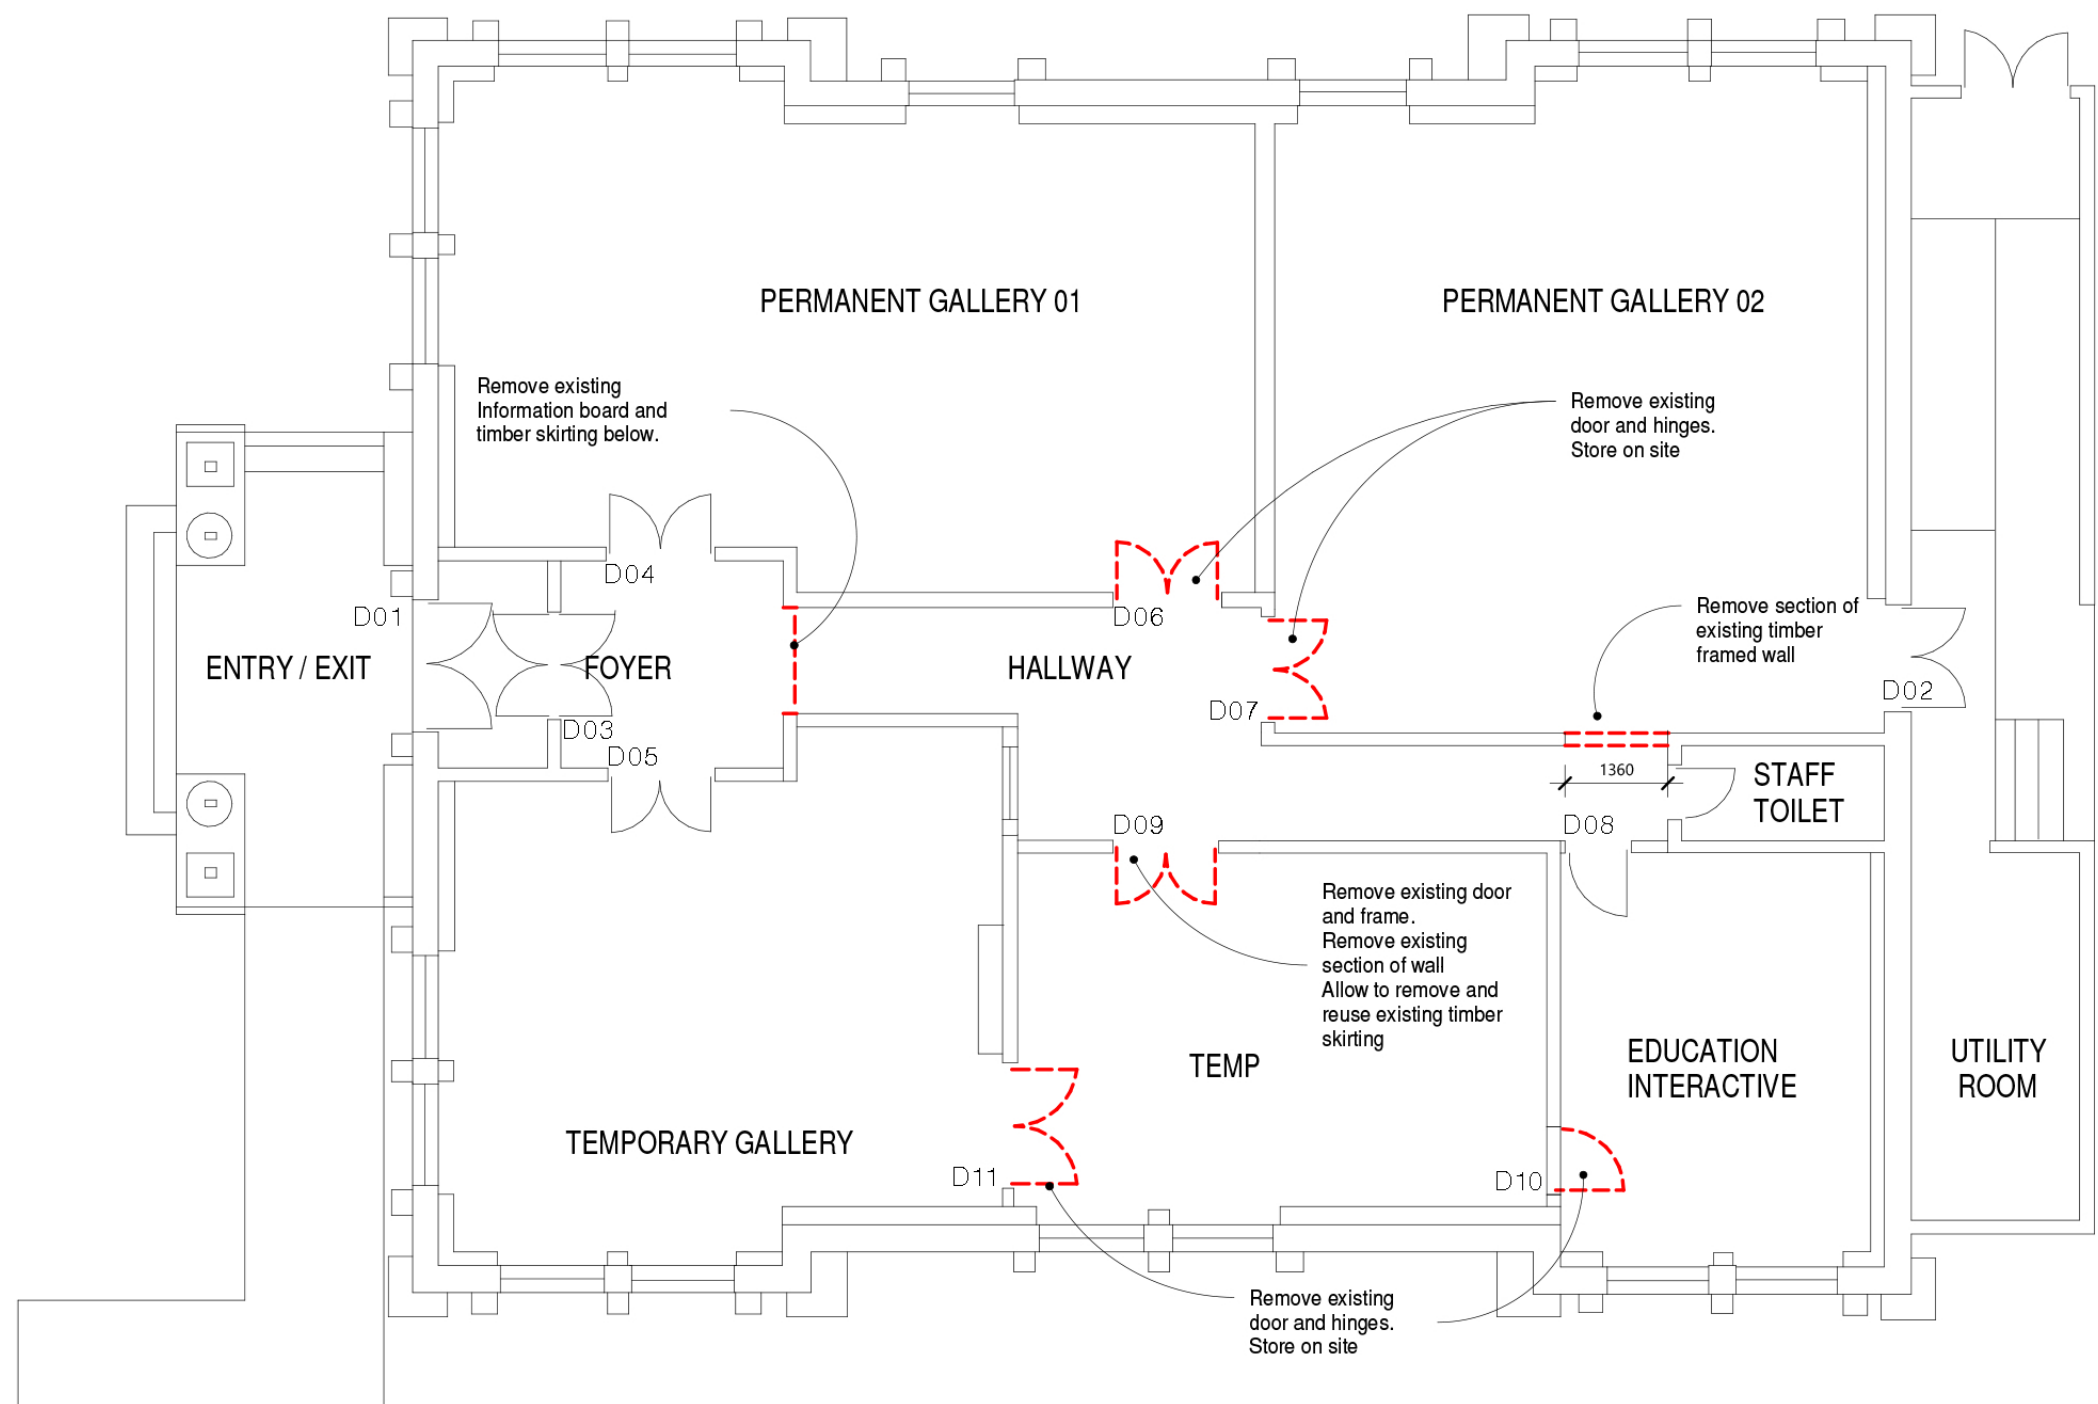 PERMANENT GALLERY 01
PERMANENT GALLERY 02
Remove existing
Information board and
timber skirting below.
Remove existing
door and hinges.
Store on site
D04
D01
D06
Remove section of
existing timber
framed wall
ENTRY / EXIT
FOYER
HALLWAY
D02
D07
D03
D05
1360
STAFF
TOILET
D09
D08
Remove existing door
and frame.
Remove existing
section of wall
Allow to remove and
reuse existing timber
skirting
TEMP
EDUCATION
INTERACTIVE
UTILITY
ROOM
TEMPORARY GALLERY
D11
D10
Remove existing
door and hinges.
Store on site